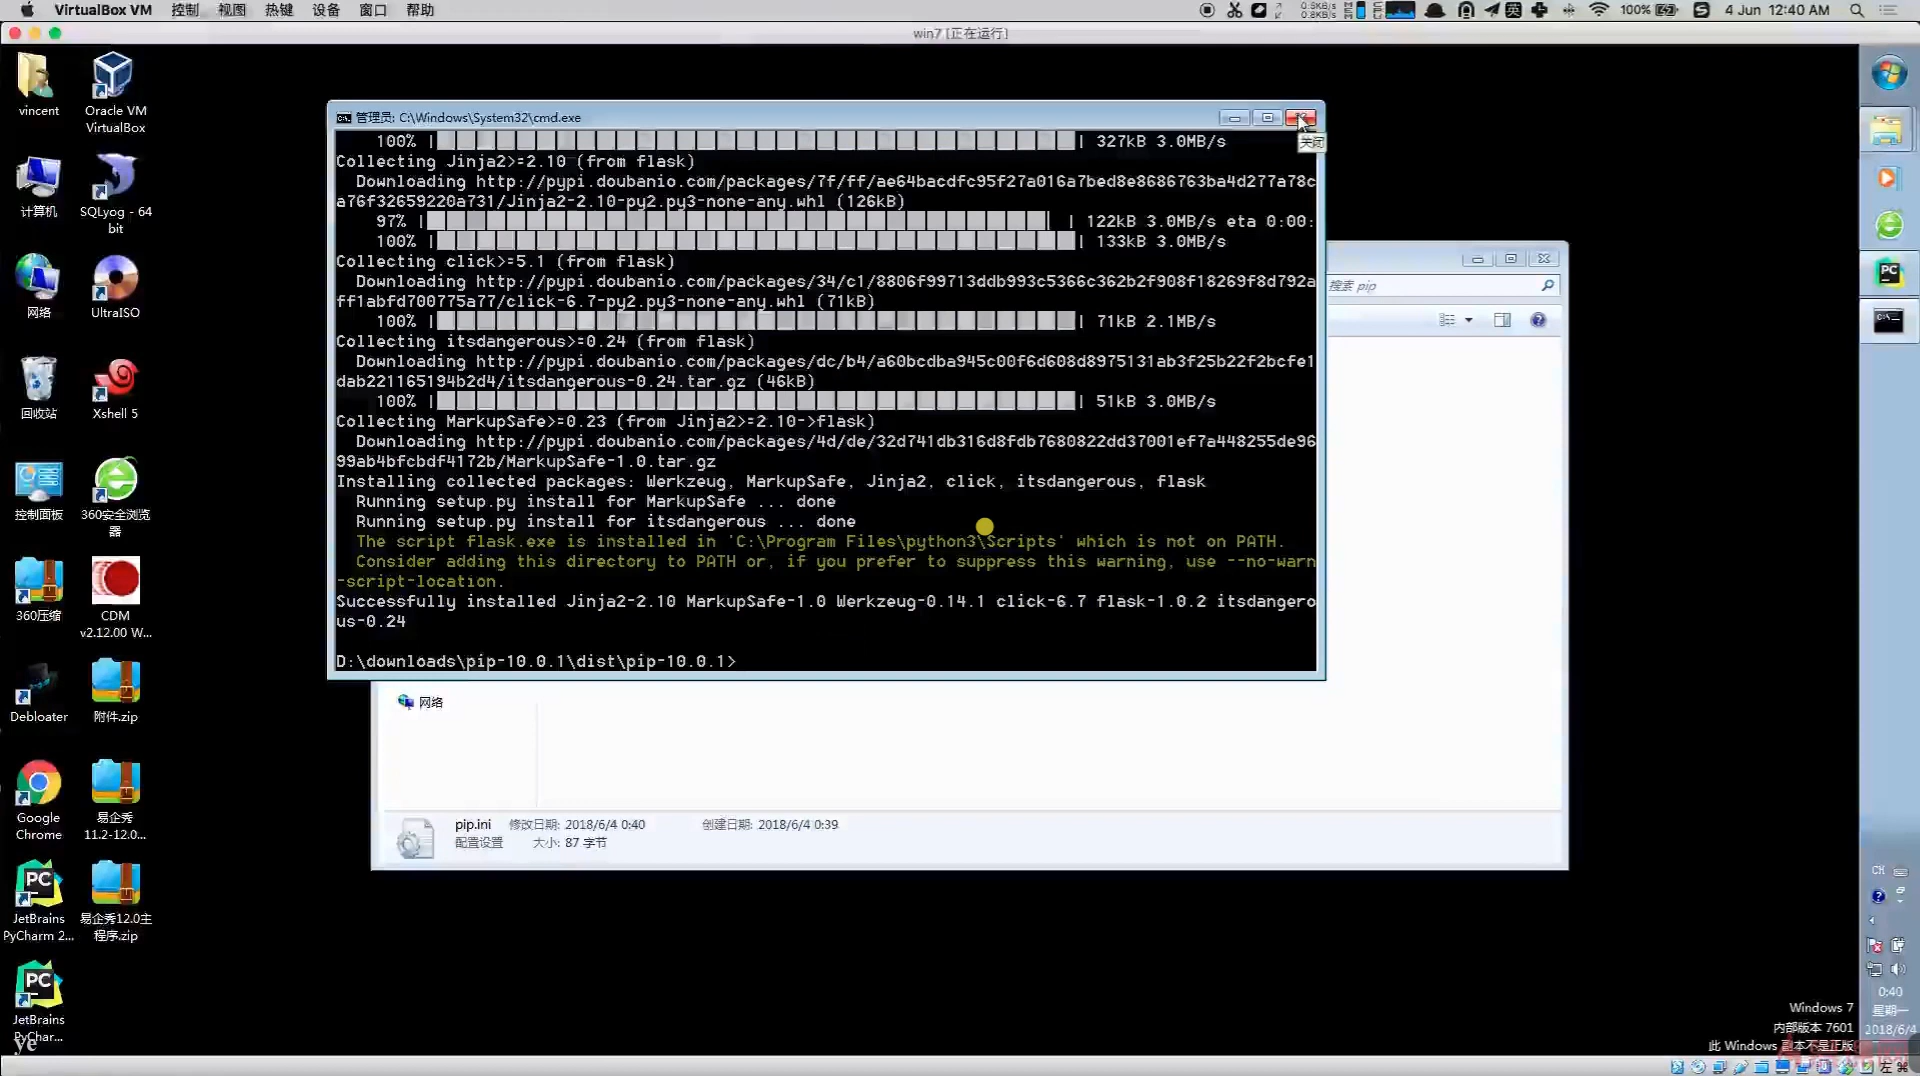 VirtualBox VM 控制 视图 热键 设备 窗口 帮助
0.5KB/s
0.8KB/s
英
100%
4 Jun 12:40 AM
win7 [正在运行]
vincent
Oracle VM
VirtualBox
计算机
SQLyog - 64
bit
网络
UltraISO
回收站
Xshell 5
控制面板
360安全浏览
器
360压缩
CDM
v2.12.00 W...
Debloater
附件.zip
Google
Chrome
易企秀
11.2-12.0...
JetBrains
PyCharm 2...
易企秀12.0主
程序.zip
JetBrains
PyChar...
ye
管理员: C:\Windows\System32\cmd.exe
关闭
100% | 327kB 3.0MB/s
Collecting Jinja2>=2.10 (from flask)
Downloading http://pypi.doubanio.com/packages/7f/ff/ae64bacdfc95f27a016a7bed8e8686763ba4d277a78c
a76f32659220a731/Jinja2-2.10-py2.py3-none-any.whl (126kB)
97% | | 122kB 3.0MB/s eta 0:00:
100% | 133kB 3.0MB/s
Collecting click>=5.1 (from flask)
Downloading http://pypi.doubanio.com/packages/34/c1/8806f99713ddb993c5366c362b2f908f18269f8d792a
ff1abfd700775a77/click-6.7-py2.py3-none-any.whl (71kB)
100% | 71kB 2.1MB/s
Collecting itsdangerous>=0.24 (from flask)
Downloading http://pypi.doubanio.com/packages/dc/b4/a60bcdba945c00f6d608d8975131ab3f25b22f2bcfe1
dab221165194b2d4/itsdangerous-0.24.tar.gz (46kB)
100% | 51kB 3.0MB/s
Collecting MarkupSafe>=0.23 (from Jinja2>=2.10->flask)
Downloading http://pypi.doubanio.com/packages/4d/de/32d741db316d8fdb7680822dd37001ef7a448255de96
99ab4bfcbdf4172b/MarkupSafe-1.0.tar.gz
Installing collected packages: Werkzeug, MarkupSafe, Jinja2, click, itsdangerous, flask
Running setup.py install for MarkupSafe ... done
Running setup.py install for itsdangerous ... done
The script flask.exe is installed in 'C:\Program Files\python3\Scripts' which is not on PATH.
Consider adding this directory to PATH or, if you prefer to suppress this warning, use --no-warn
-script-location.
Successfully installed Jinja2-2.10 MarkupSafe-1.0 Werkzeug-0.14.1 click-6.7 flask-1.0.2 itsdangero
us-0.24
D:\downloads\pip-10.0.1\dist\pip-10.0.1>
搜索 pip
网络
pip.ini 修改日期: 2018/6/4 0:40 创建日期: 2018/6/4 0:39
配置设置 大小: 87 字节
CH
0:40
星期一
2018/6/4
Windows 7
内部版本 7601
此 Windows 副本不是正版
左 ⌘